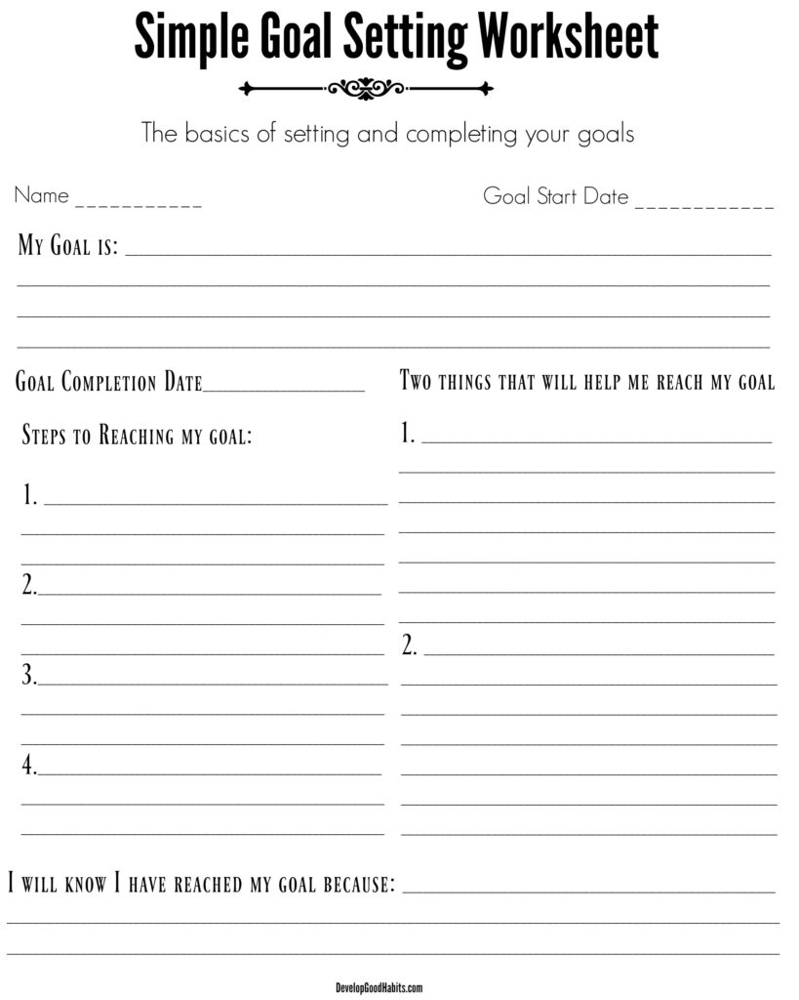 Simple Goal Setting Worksheet
The basics of setting and completing your goals
Name ___________
Goal Start Date ____________
My Goal is:
Goal Completion Date
Steps to Reaching my goal:
1.
2.
3.
4.
Two things that will help me reach my goal
1.
2.
I will know I have reached my goal because:
DevelopGoodHabits.com